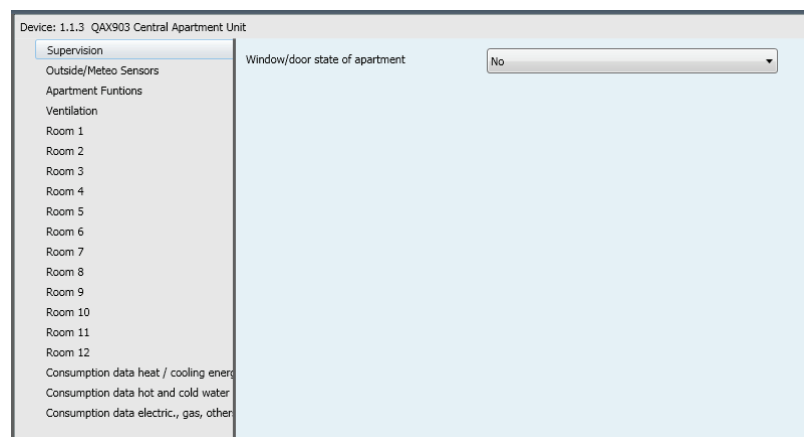 Device: 1.1.3 QAX903 Central Apartment Unit
Supervision
Outside/Meteo Sensors
Apartment Funtions
Ventilation
Room 1
Room 2
Room 3
Room 4
Room 5
Room 6
Room 7
Room 8
Room 9
Room 10
Room 11
Room 12
Consumption data heat / cooling energ
Consumption data hot and cold water
Consumption data electric., gas, other
Window/door state of apartment
No